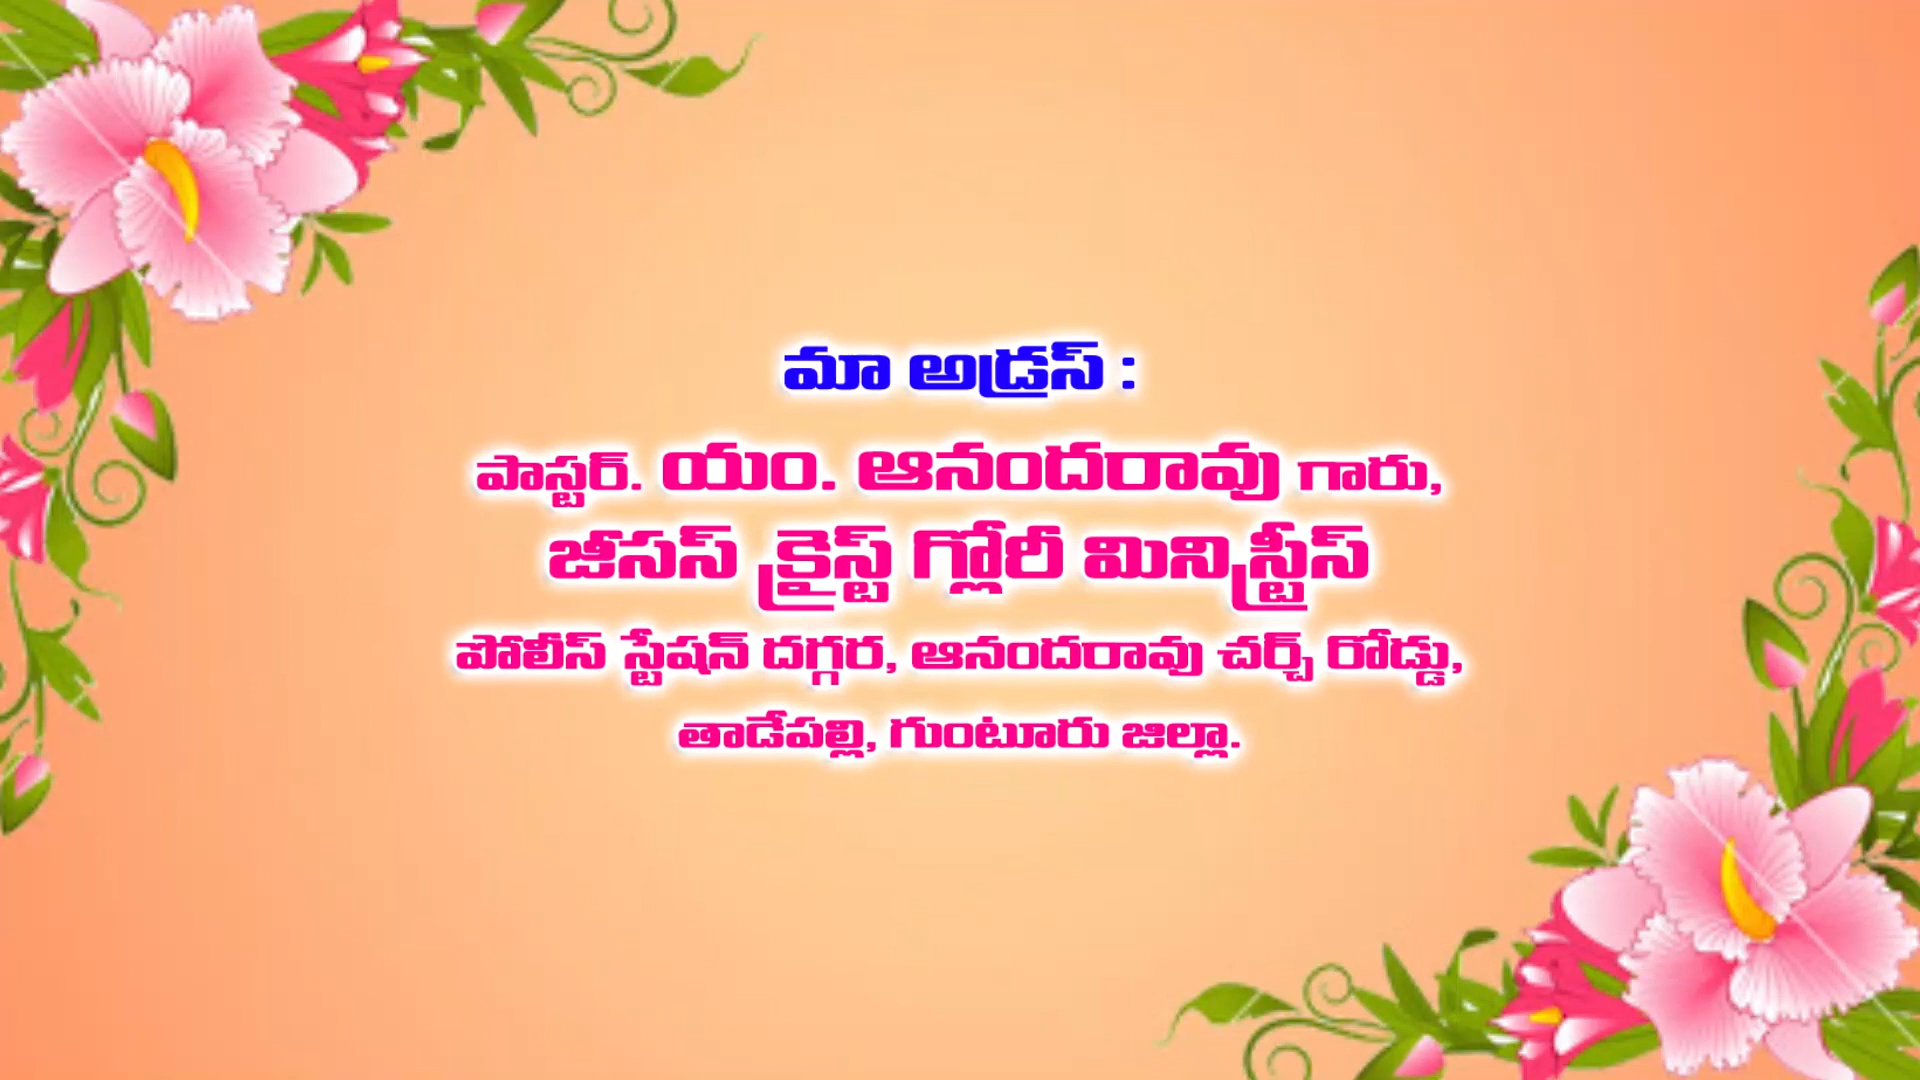 మా అడ్రస్ :
పాస్టర్. యం. ఆనందరావు గారు,
జీసస్ క్రైస్ట్ గ్లోరీ మినిస్ట్రీస్
పోలీస్ స్టేషన్ దగ్గర, ఆనందరావు చర్చ్ రోడ్డు,
తాడేపల్లి, గుంటూరు జిల్లా.